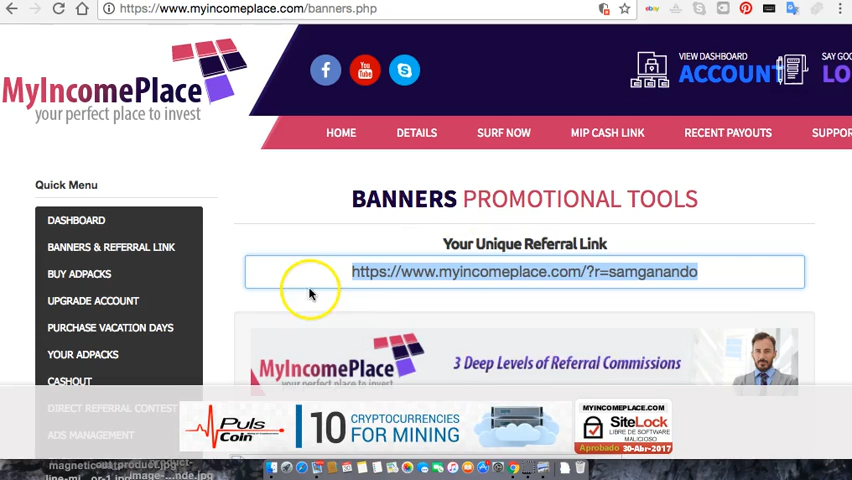 https://www.myincomeplace.com/banners.php
ebay
MyIncomePlace
your perfect place to invest
f
You
Tube
S
VIEW DASHBOARD
ACCOUNT
SAY GO
LO
HOME
DETAILS
SURF NOW
MIP CASH LINK
RECENT PAYOUTS
SUPPOR
Quick Menu
DASHBOARD
BANNERS & REFERRAL LINK
BUY ADPACKS
UPGRADE ACCOUNT
PURCHASE VACATION DAYS
YOUR ADPACKS
CASHOUT
DIRECT REFERRAL CONTEST
ADS MANAGEMENT
BANNERS PROMOTIONAL TOOLS
Your Unique Referral Link
https://www.myincomeplace.com/?r=samganando
MyIncomePlace
your perfect place to invest
3 Deep Levels of Referral Commissions
Puls
Coin
10
CRYPTOCURRENCIES
FOR MINING
MYINCOMEPLACE.COM
SiteLock
LIBRE DE SOFTWARE
MALICIOSO
Aprobado 30-Abr-2017